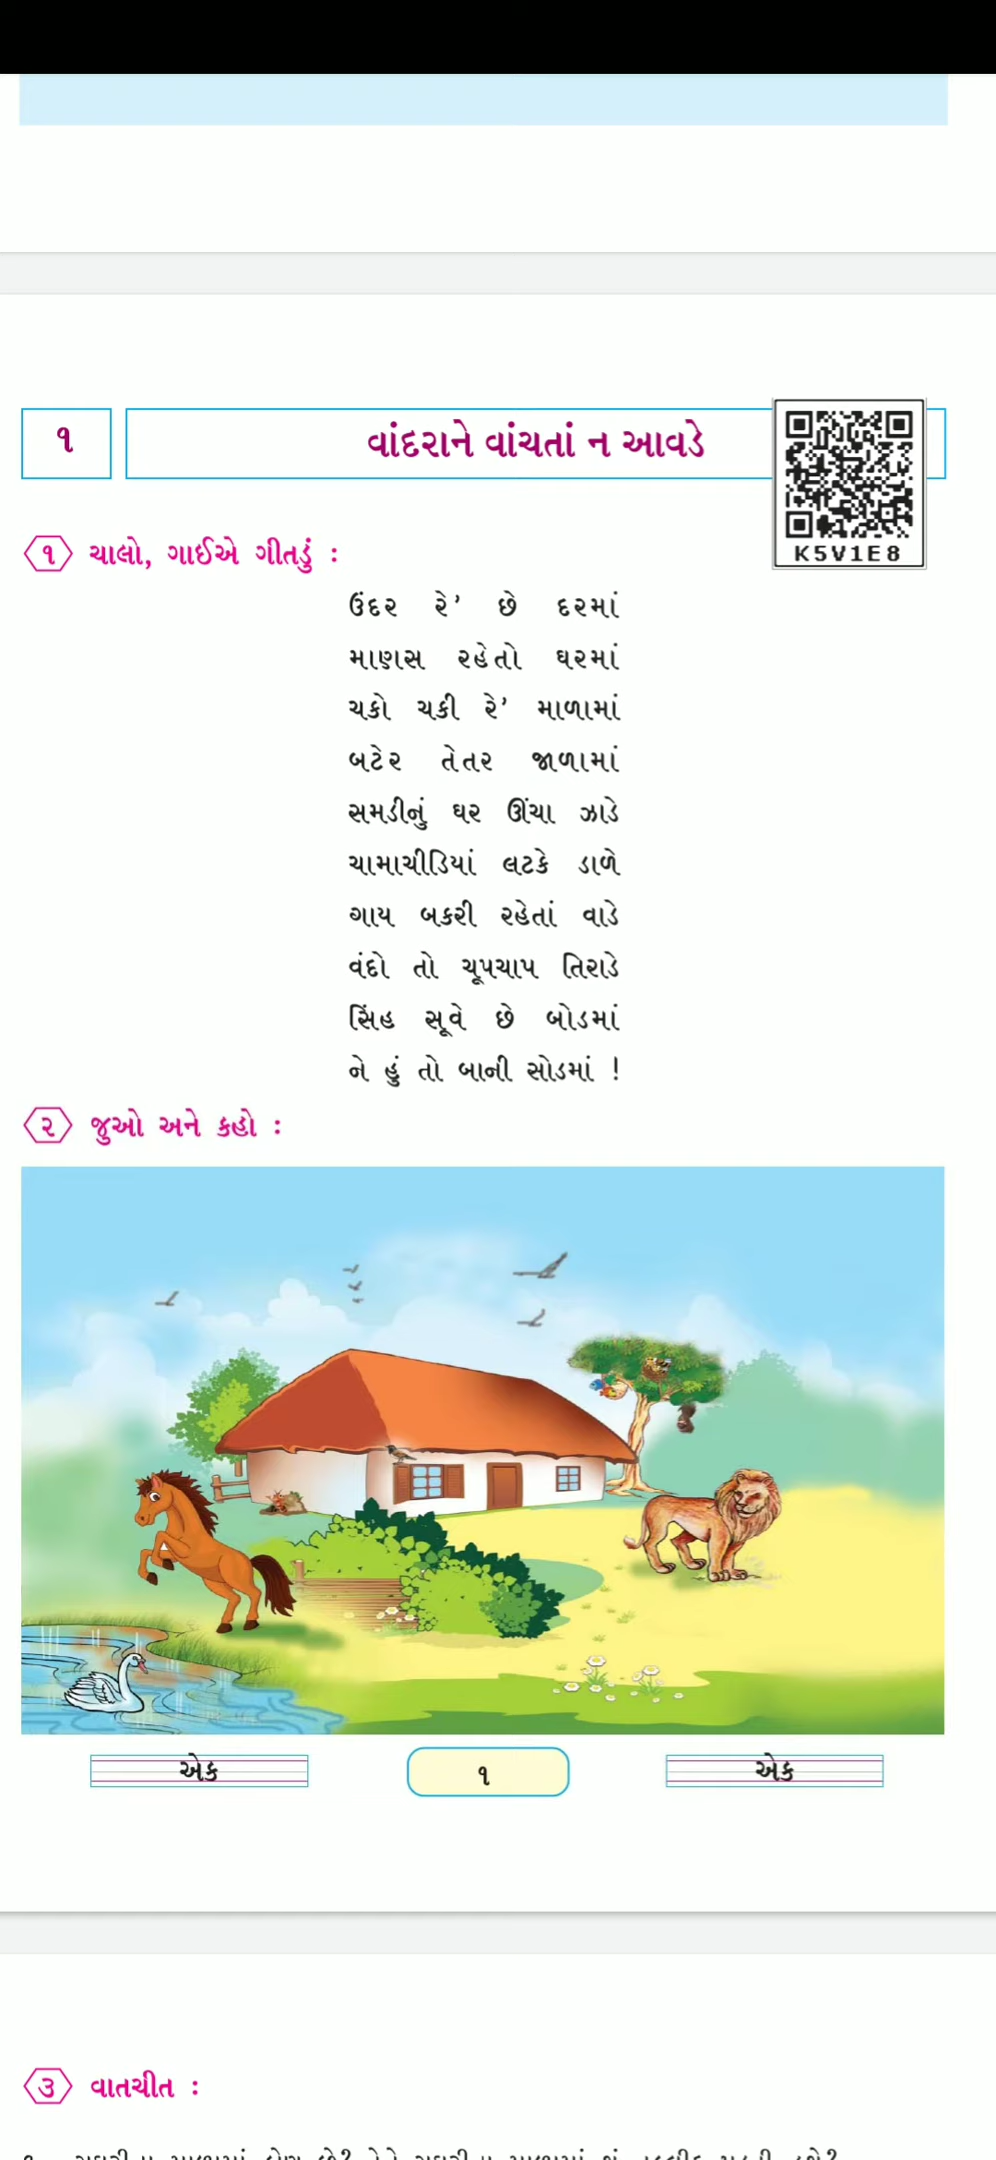 ૧
વાંદરાને વાંચતાં ન આવડે
K5V1E8
૧ ચાલો, ગાઈએ ગીતડું :
ઉંદર રે’ છે દરમાં
માણસ રહેતો ઘરમાં
ચકો ચકી રે’ માળામાં
બટેર તેતર જાળામાં
સમડીનું ઘર ઊંચા ઝાડે
ચામાચીડિયાં લટકે ડાળે
ગાય બકરી રહેતાં વાડે
વંદો તો ચૂપચાપ તિરાડે
સિંહ સૂવે છે બોડમાં
ને હું તો બાની સોડમાં !
૨ જુઓ અને કહો :
એક ૧ એક
૩ વાતચીત :